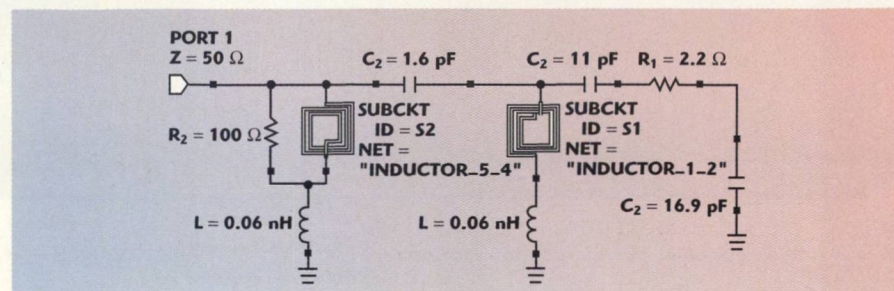 PORT 1
Z = 50 Ω
C₂ = 1.6 pF
C₂ = 11 pF
R₁ = 2.2 Ω
R₂ = 100 Ω
SUBCKT
ID = S2
NET =
"INDUCTOR_5_4"
SUBCKT
ID = S1
NET =
"INDUCTOR_1_2"
L = 0.06 nH
L = 0.06 nH
C₂ = 16.9 pF